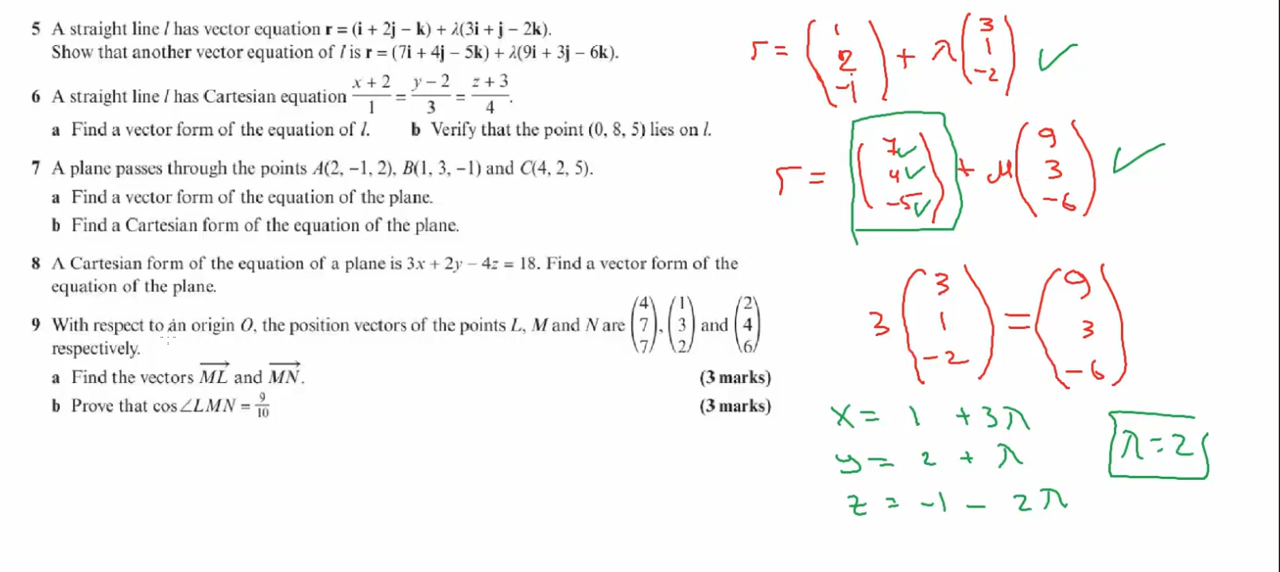 5 A straight line l has vector equation r = (i + 2j − k) + λ(3i + j − 2k).
Show that another vector equation of l is r = (7i + 4j − 5k) + λ(9i + 3j − 6k).
6 A straight line l has Cartesian equation (x + 2)/1 = (y − 2)/3 = (z + 3)/4.
a Find a vector form of the equation of l. b Verify that the point (0, 8, 5) lies on l.
7 A plane passes through the points A(2, −1, 2), B(1, 3, −1) and C(4, 2, 5).
a Find a vector form of the equation of the plane.
b Find a Cartesian form of the equation of the plane.
8 A Cartesian form of the equation of a plane is 3x + 2y − 4z = 18. Find a vector form of the
equation of the plane.
9 With respect to an origin O, the position vectors of the points L, M and N are (4 7 7), (1 3 2) and (2 4 6)
respectively.
a Find the vectors ML and MN. (3 marks)
b Prove that cos∠LMN = 9/10 (3 marks)
r = (1 2 −1) + λ(3 1 −2) ✓
r = (7✓ 4✓ −5✓) + μ(9 3 −6) ✓
3(3 1 −2) = (9 3 −6)
x = 1 + 3λ
y = 2 + λ
z = −1 − 2λ
λ = 2